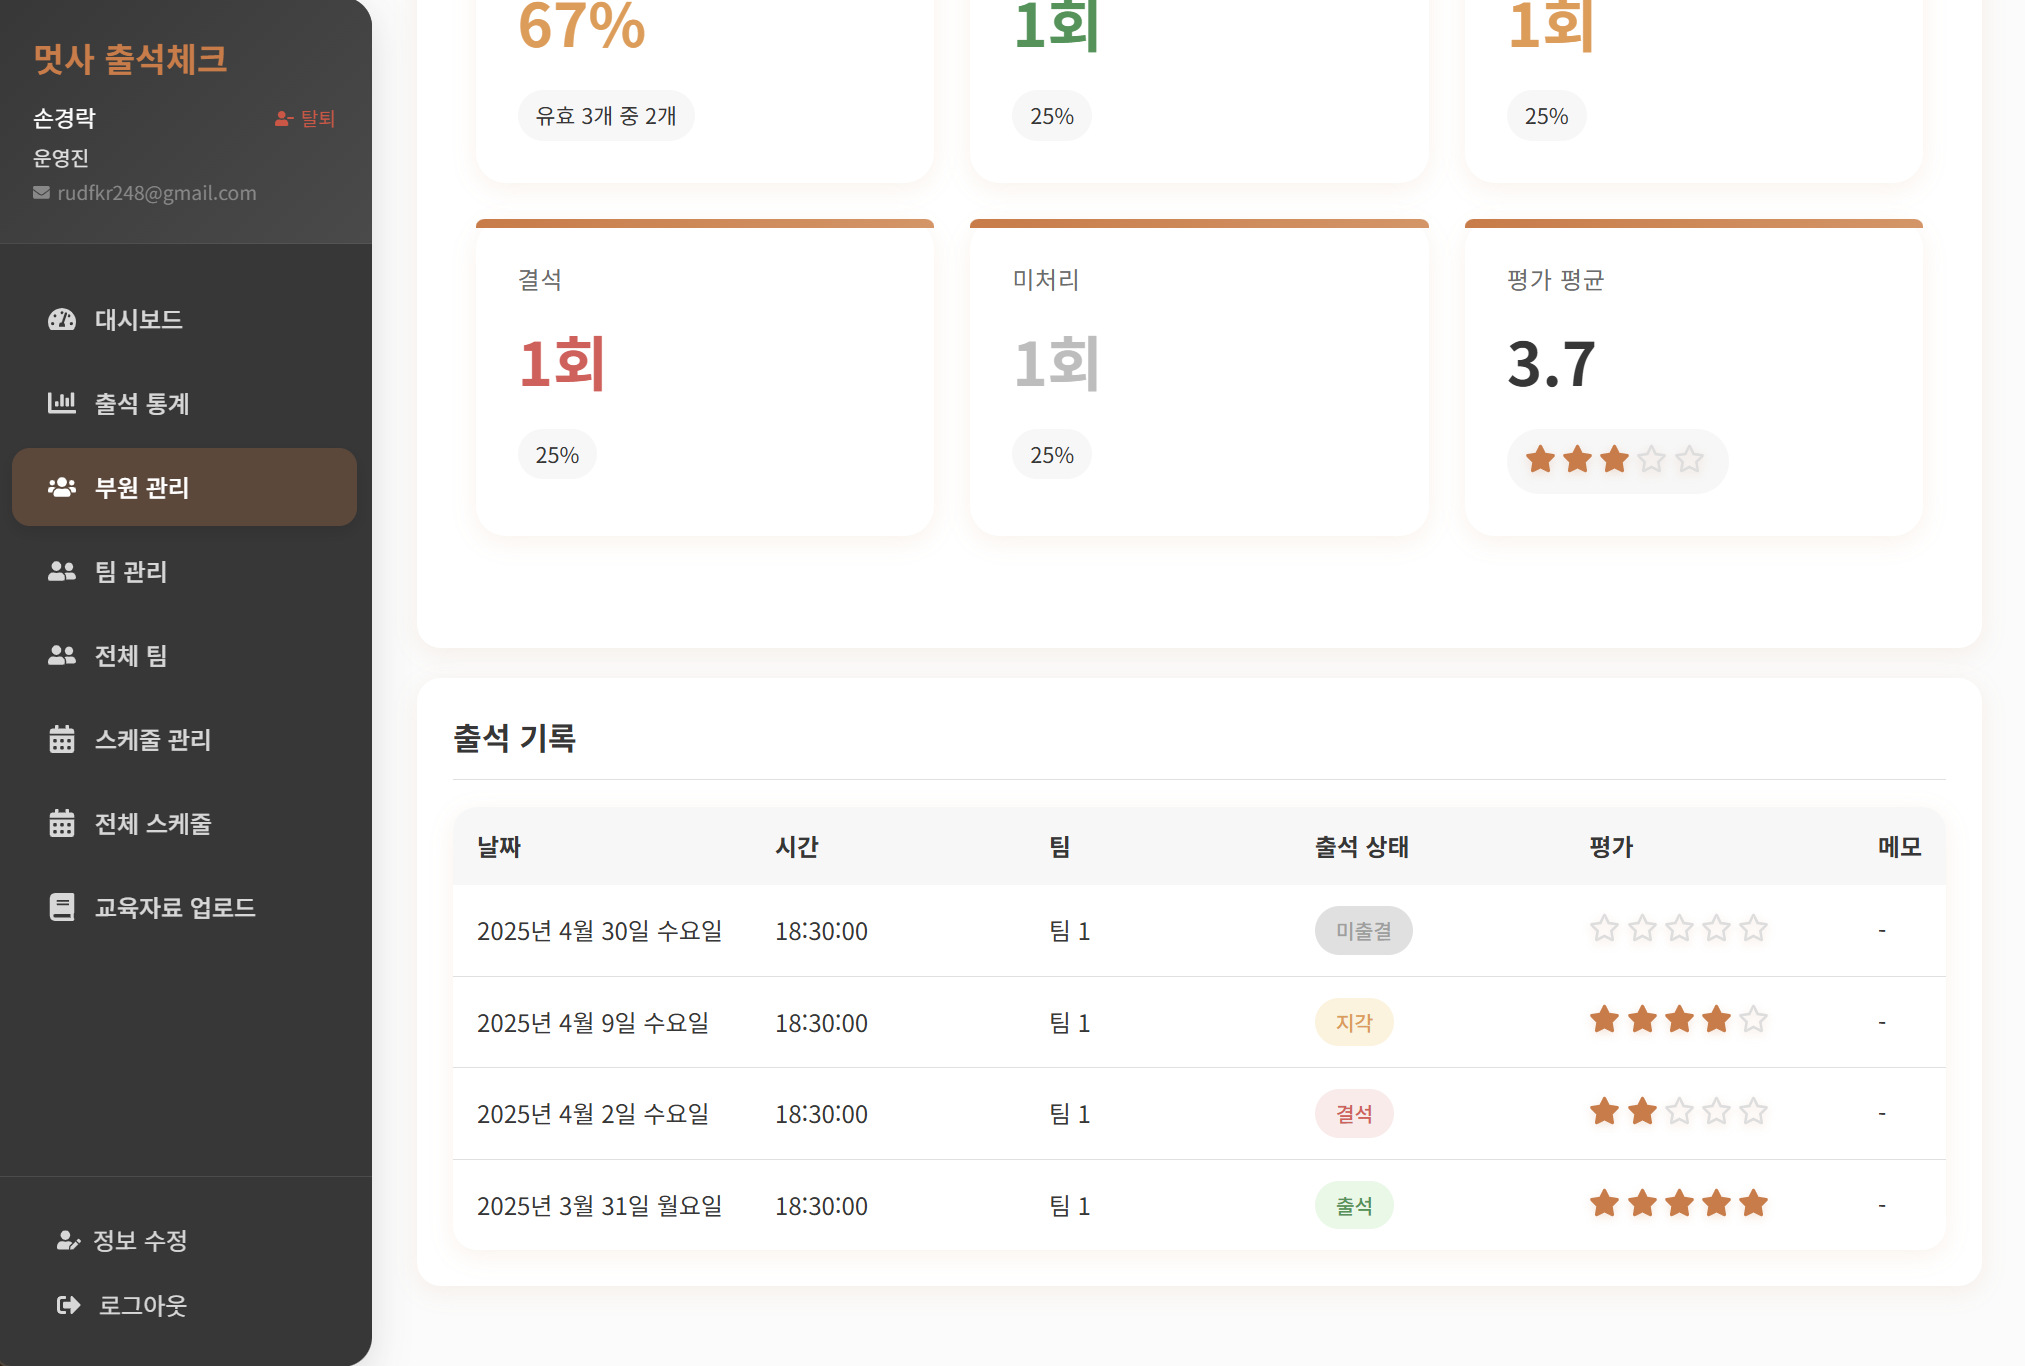 멋사 출석체크
손경락
탈퇴
운영진
rudfkr248@gmail.com
대시보드
출석 통계
부원 관리
팀 관리
전체 팀
스케줄 관리
전체 스케줄
교육자료 업로드
정보 수정
로그아웃
67%
유효 3개 중 2개
1회
25%
1회
25%
결석
1회
25%
미처리
1회
25%
평가 평균
3.7
출석 기록
날짜 시간 팀 출석 상태 평가 메모
2025년 4월 30일 수요일 18:30:00 팀 1 미출결 -
2025년 4월 9일 수요일 18:30:00 팀 1 지각 -
2025년 4월 2일 수요일 18:30:00 팀 1 결석 -
2025년 3월 31일 월요일 18:30:00 팀 1 출석 -